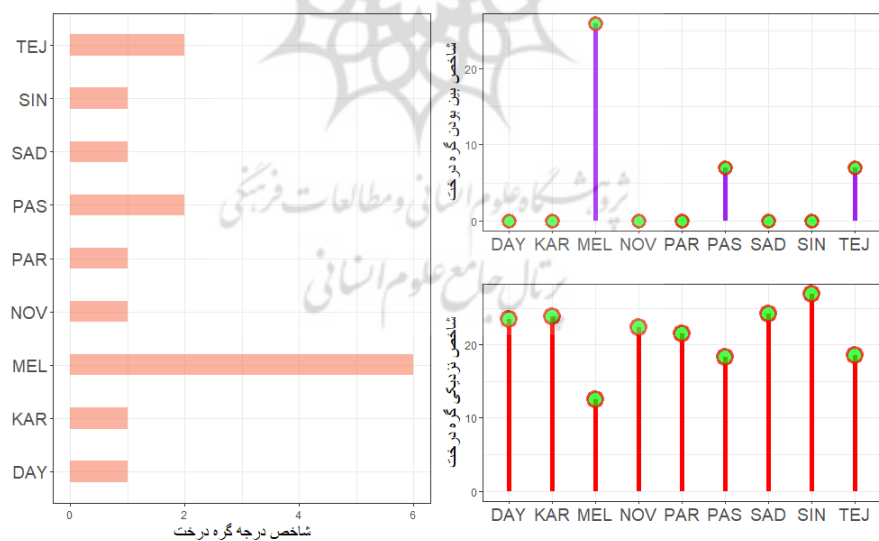 TEJ
SIN
SAD
PAS
PAR
NOV
MEL
KAR
DAY
0 2 4 6
شاخص درجه گره درخت
شاخص بین بودن گره درخت
20
10
0
DAY KAR MEL NOV PAR PAS SAD SIN TEJ
شاخص نزدیکی گره درخت
20
10
0
DAY KAR MEL NOV PAR PAS SAD SIN TEJ
پژوهشگاه علوم انسانی و مطالعات فرهنگی
پرتال جامع علوم انسانی